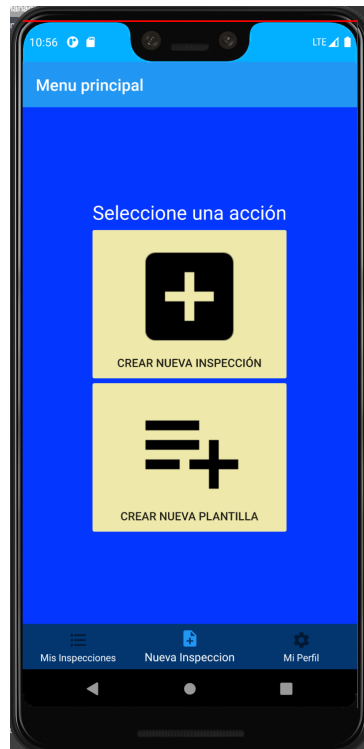 10:56
LTE
Menu principal
Seleccione una acción
CREAR NUEVA INSPECCIÓN
CREAR NUEVA PLANTILLA
Mis Inspecciones Nueva Inspeccion Mi Perfil